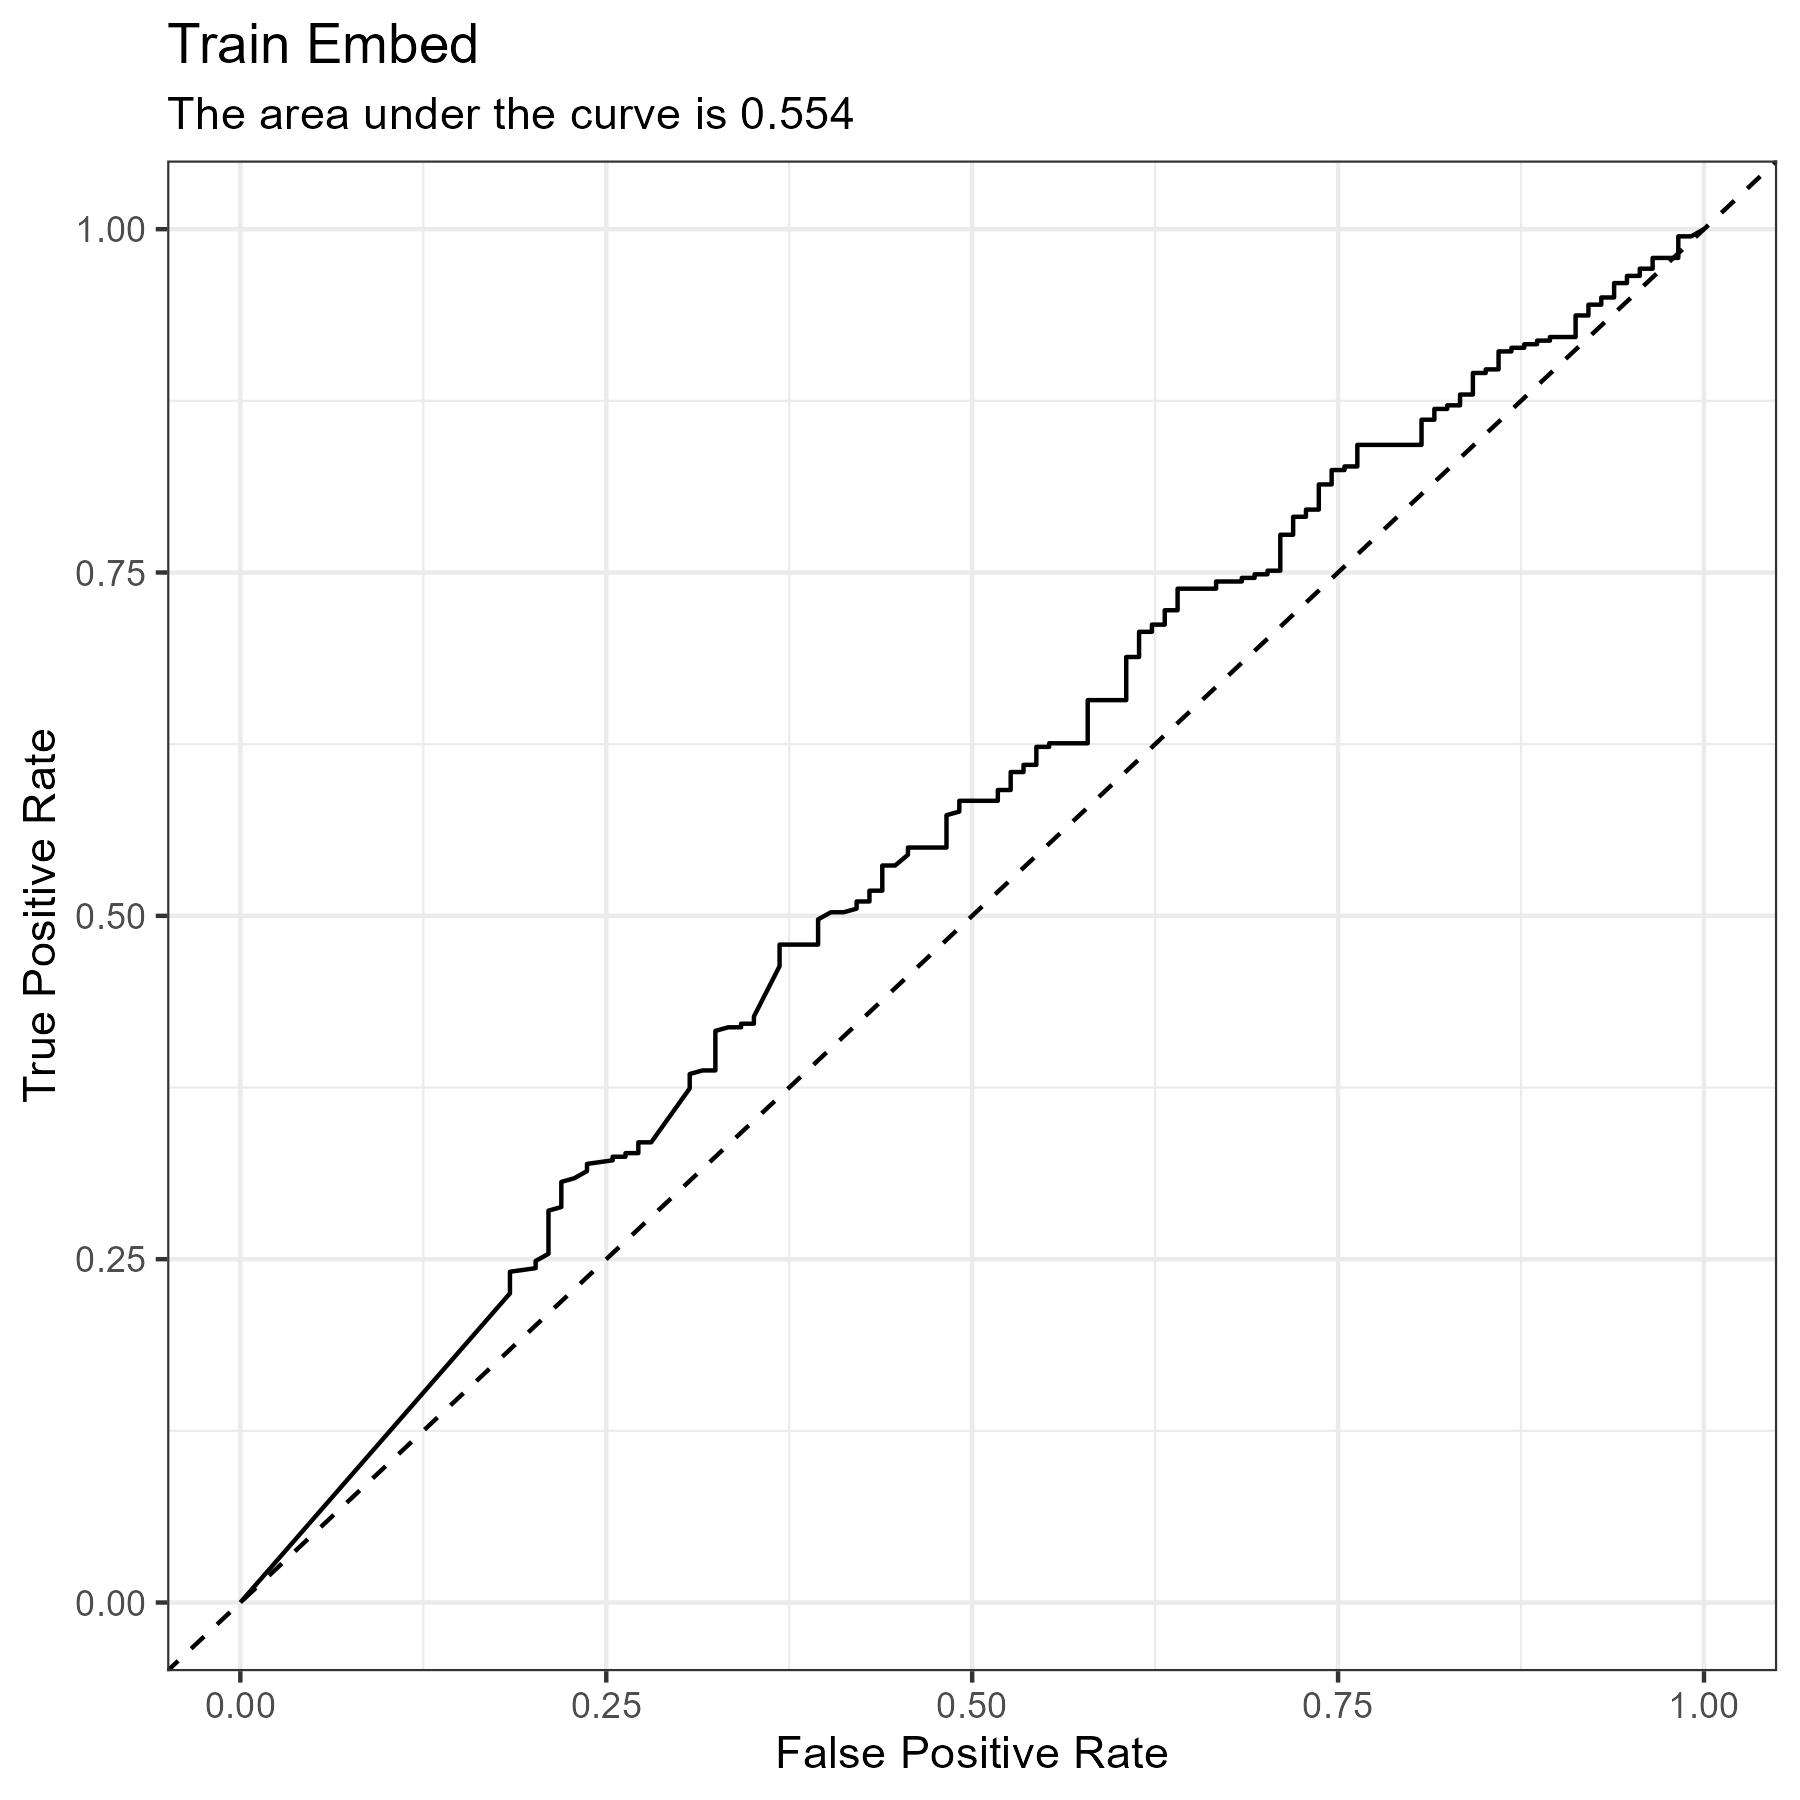 Train Embed
The area under the curve is 0.554
1.00
0.75
0.50
0.25
0.00
True Positive Rate
0.00 0.25 0.50 0.75 1.00
False Positive Rate